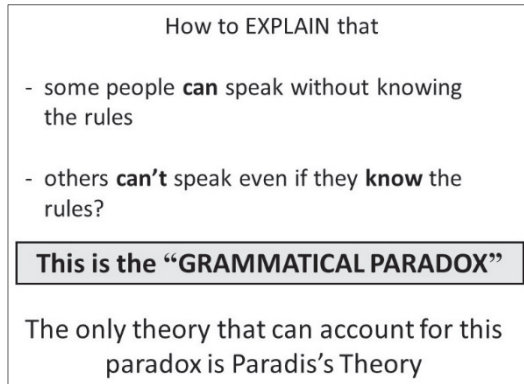 How to EXPLAIN that
- some people can speak without knowing
the rules
- others can’t speak even if they know the
rules?
This is the “GRAMMATICAL PARADOX”
The only theory that can account for this
paradox is Paradis’s Theory